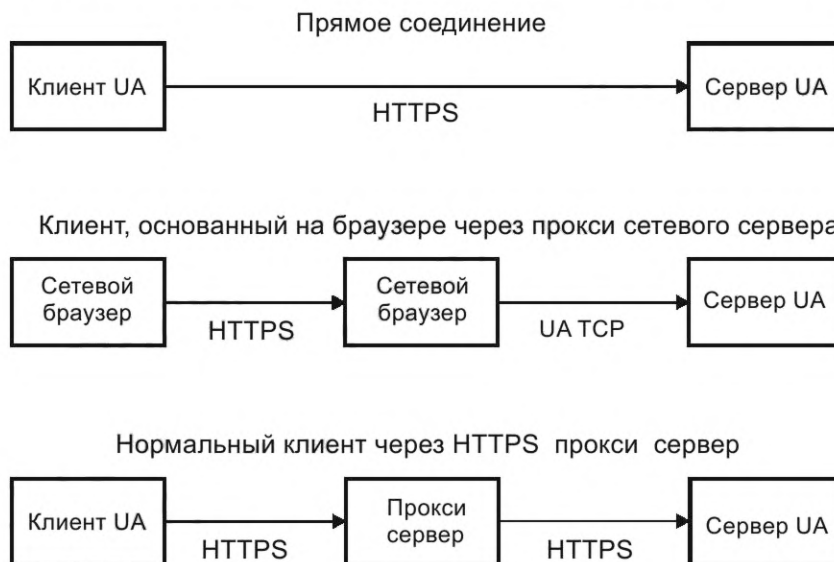 Прямое соединение
Клиент UA
HTTPS
Сервер UA
Клиент, основанный на браузере через прокси сетевого сервера
Сетевой
браузер
HTTPS
Сетевой
браузер
UA TCP
Сервер UA
Нормальный клиент через HTTPS прокси сервер
Клиент UA
HTTPS
Прокси
сервер
HTTPS
Сервер UA